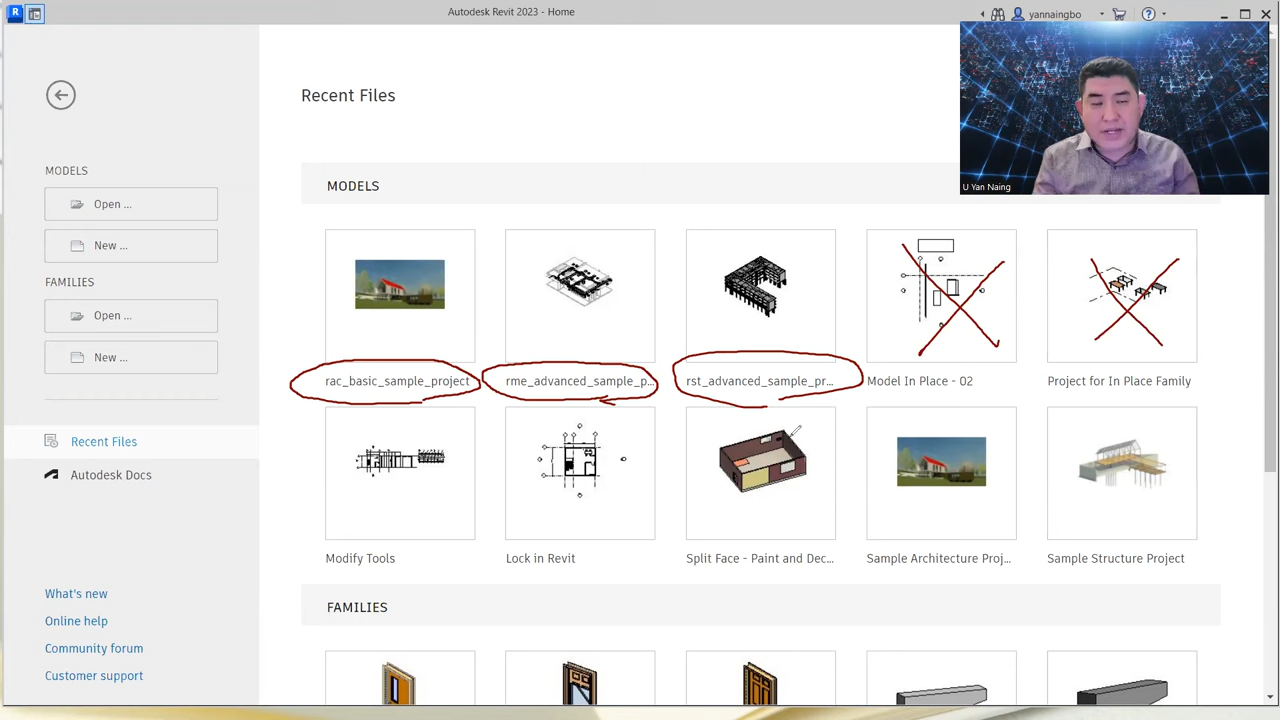 R
Autodesk Revit 2023 - Home
yannaingbo
U Yan Naing
Recent Files
MODELS
Open ...
New ...
FAMILIES
Open ...
New ...
Recent Files
Autodesk Docs
What's new
Online help
Community forum
Customer support
MODELS
rac_basic_sample_project
rme_advanced_sample_p...
rst_advanced_sample_pr...
Model In Place - 02
Project for In Place Family
Modify Tools
Lock in Revit
Split Face - Paint and Dec...
Sample Architecture Proj...
Sample Structure Project
FAMILIES